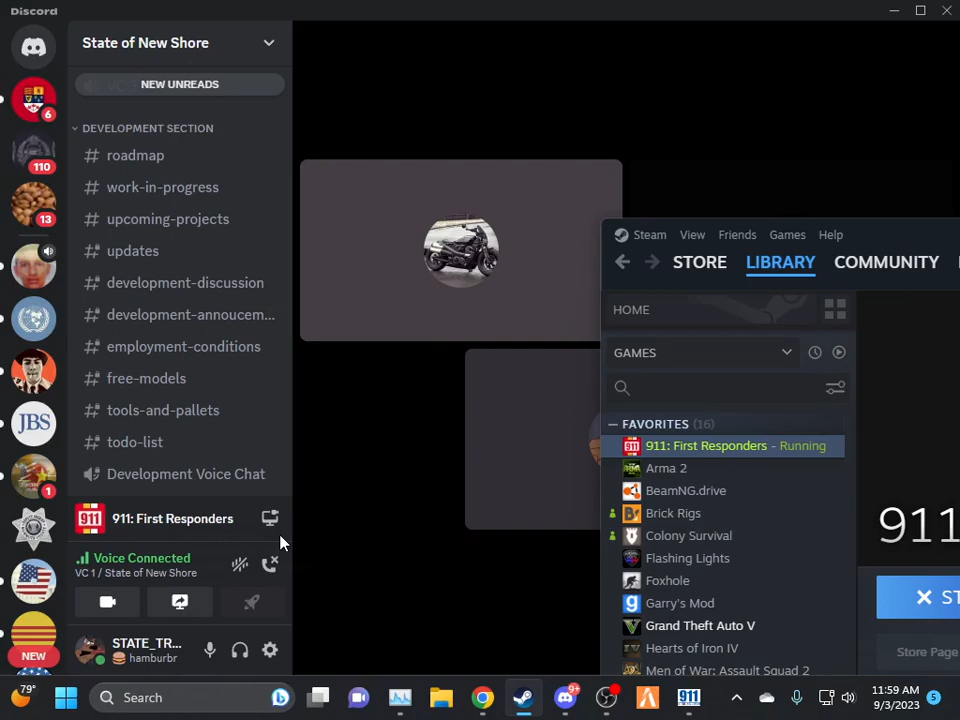 Discord
State of New Shore
NEW UNREADS
DEVELOPMENT SECTION
roadmap
work-in-progress
upcoming-projects
updates
development-discussion
development-annoucem...
employment-conditions
free-models
tools-and-pallets
todo-list
Development Voice Chat
911: First Responders
Voice Connected
VC 1 / State of New Shore
STATE_TR...
hamburbr
6
110
13
JBS
1
NEW
Steam View Friends Games Help
STORE LIBRARY COMMUNITY
HOME
GAMES
FAVORITES (16)
911: First Responders - Running
Arma 2
BeamNG.drive
Brick Rigs
Colony Survival
Flashing Lights
Foxhole
Garry's Mod
Grand Theft Auto V
Hearts of Iron IV
Men of War: Assault Squad 2
911
ST
Store Page
79°
Search
9+
911
11:59 AM
9/3/2023
5